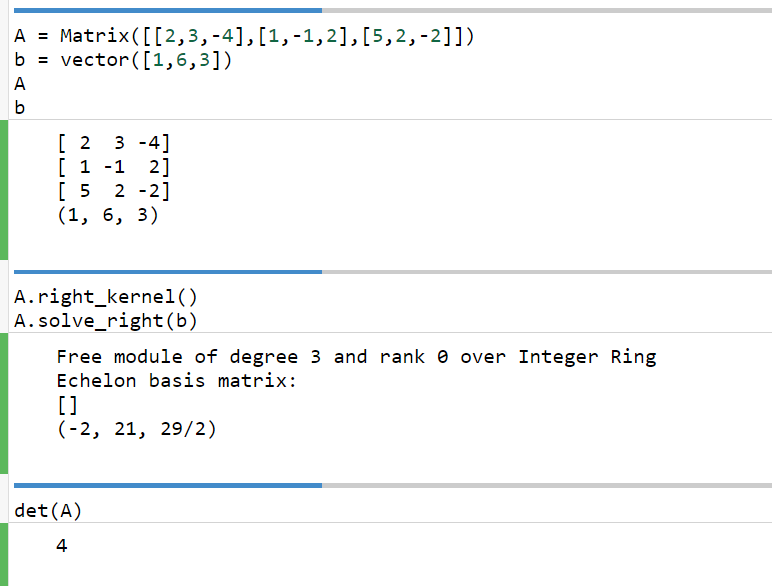 A = Matrix([[2,3,-4],[1,-1,2],[5,2,-2]])
b = vector([1,6,3])
A
b
[ 2  3 -4]
[ 1 -1  2]
[ 5  2 -2]
(1, 6, 3)
A.right_kernel()
A.solve_right(b)
Free module of degree 3 and rank 0 over Integer Ring
Echelon basis matrix:
[]
(-2, 21, 29/2)
det(A)
4